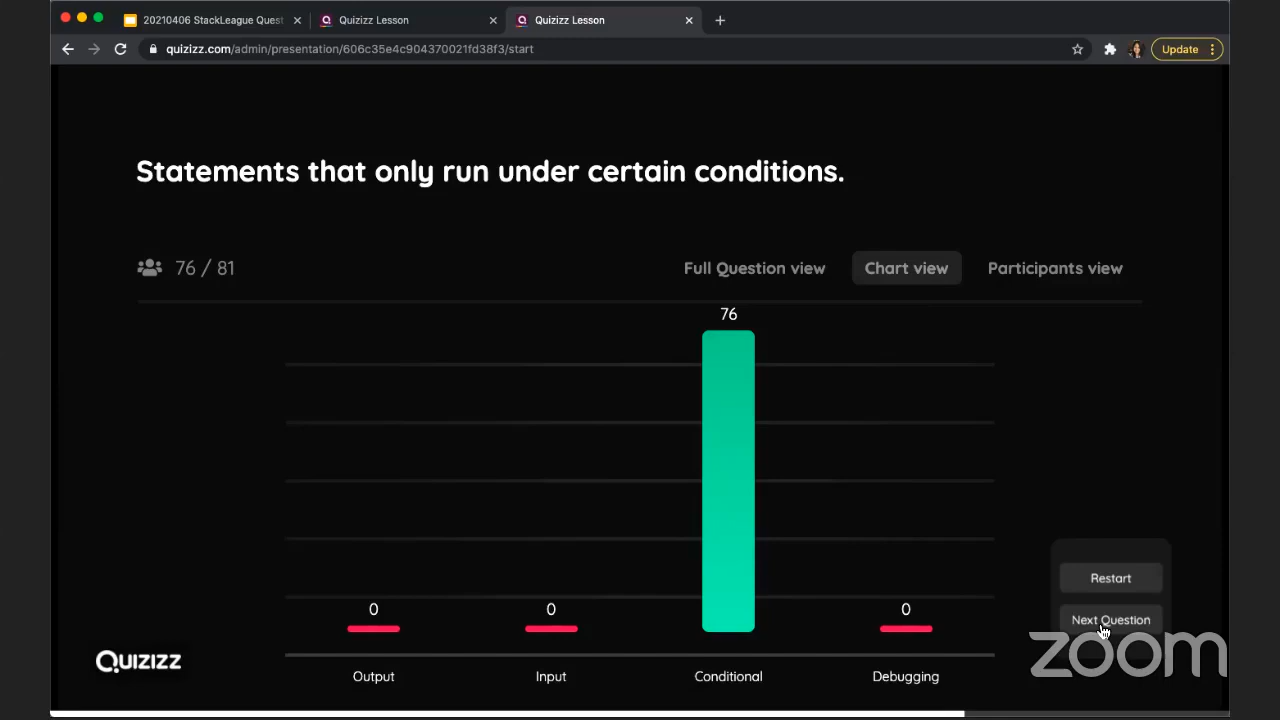 20210406 StackLeague Quest
Quizizz Lesson
Quizizz Lesson
quizizz.com/admin/presentation/606c35e4c904370021fd38f3/start
Update
Statements that only run under certain conditions.
76 / 81
Full Question view
Chart view
Participants view
76
0
0
0
Restart
Next Question
Quizizz
zoom
Output
Input
Conditional
Debugging